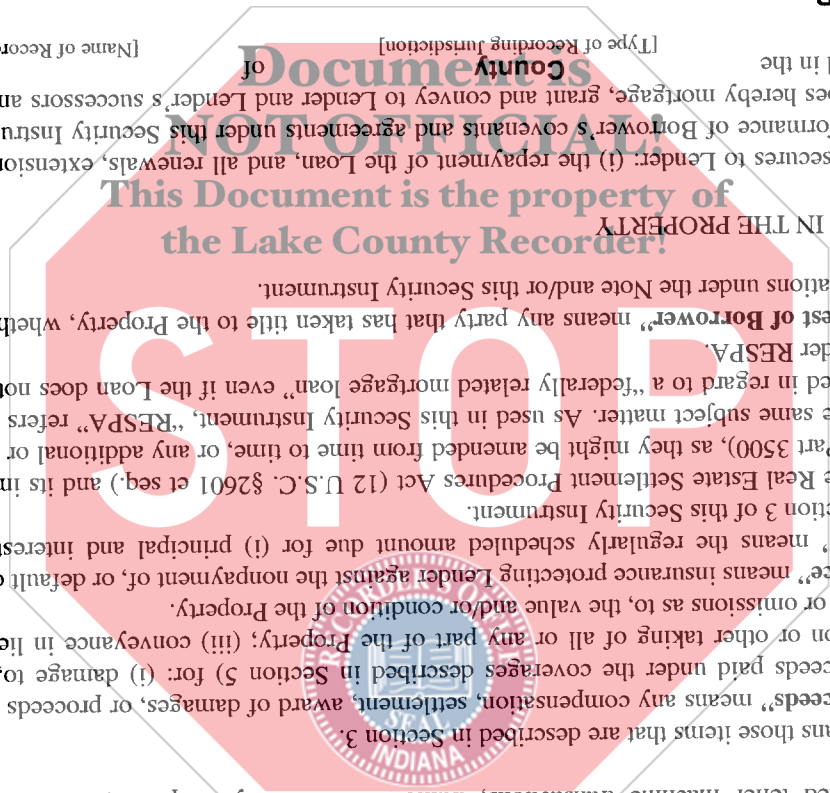 ans those items that are described in Section 3.
ceeds” means any compensation, settlement, award of damages, or proceeds
ceeds paid under the coverages described in Section 5) for: (i) damage to,
on or other taking of all or any part of the Property; (iii) conveyance in lie
or omissions as to, the value and/or condition of the Property.
ce” means insurance protecting Lender against the nonpayment of, or default
” means the regularly scheduled amount due for (i) principal and interest
ction 3 of this Security Instrument.
e Real Estate Settlement Procedures Act (12 U.S.C. §2601 et seq.) and its im
Part 3500), as they might be amended from time to time, or any additional or
e same subject matter. As used in this Security Instrument, “RESPA” refers
ed in regard to a “federally related mortgage loan” even if the Loan does not
der RESPA.
est of Borrower” means any party that has taken title to the Property, wheth
ations under the Note and/or this Security Instrument.
IN THE PROPERTY
secures to Lender: (i) the repayment of the Loan, and all renewals, extension
formance of Borrower’s covenants and agreements under this Security Instru
oes hereby mortgage, grant and convey to Lender and Lender’s successors an
d in the County of
[Type of Recording Jurisdiction] [Name of Recor
Document is
NOT OFFICIAL!
This Document is the property of
the Lake County Recorder!
STOP
SEAL
INDIANA